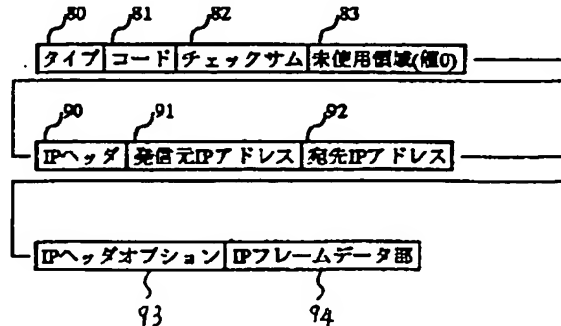 80 81 82 83
タイプ コード チェックサム 未使用領域(値0)
90 91 92
IPヘッダ 発信元IPアドレス 宛先IPアドレス
IPヘッダオプション IPフレームデータ部
93 94